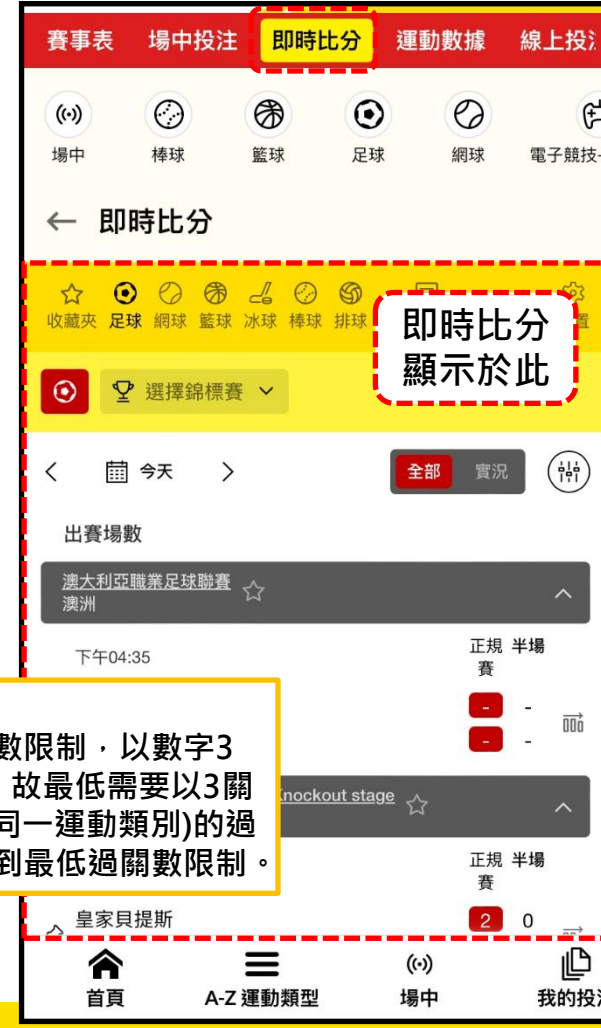 賽事表 場中投注 即時比分 運動數據 線上投
場中 棒球 籃球 足球 網球 電子競技
← 即時比分
收藏夾 足球 網球 籃球 冰球 棒球 排球 置
即時比分
顯示於此
選擇錦標賽
今天 全部 實況
出賽場數
澳大利亞職業足球聯賽
澳洲
下午04:35 正規賽 半場
- -
- -
數限制,以數字3
故最低需要以3關
同一運動類別)的過
到最低過關數限制。
Knockout stage
正規賽 半場
皇家貝提斯 2 0
首頁 A-Z 運動類型 場中 我的投